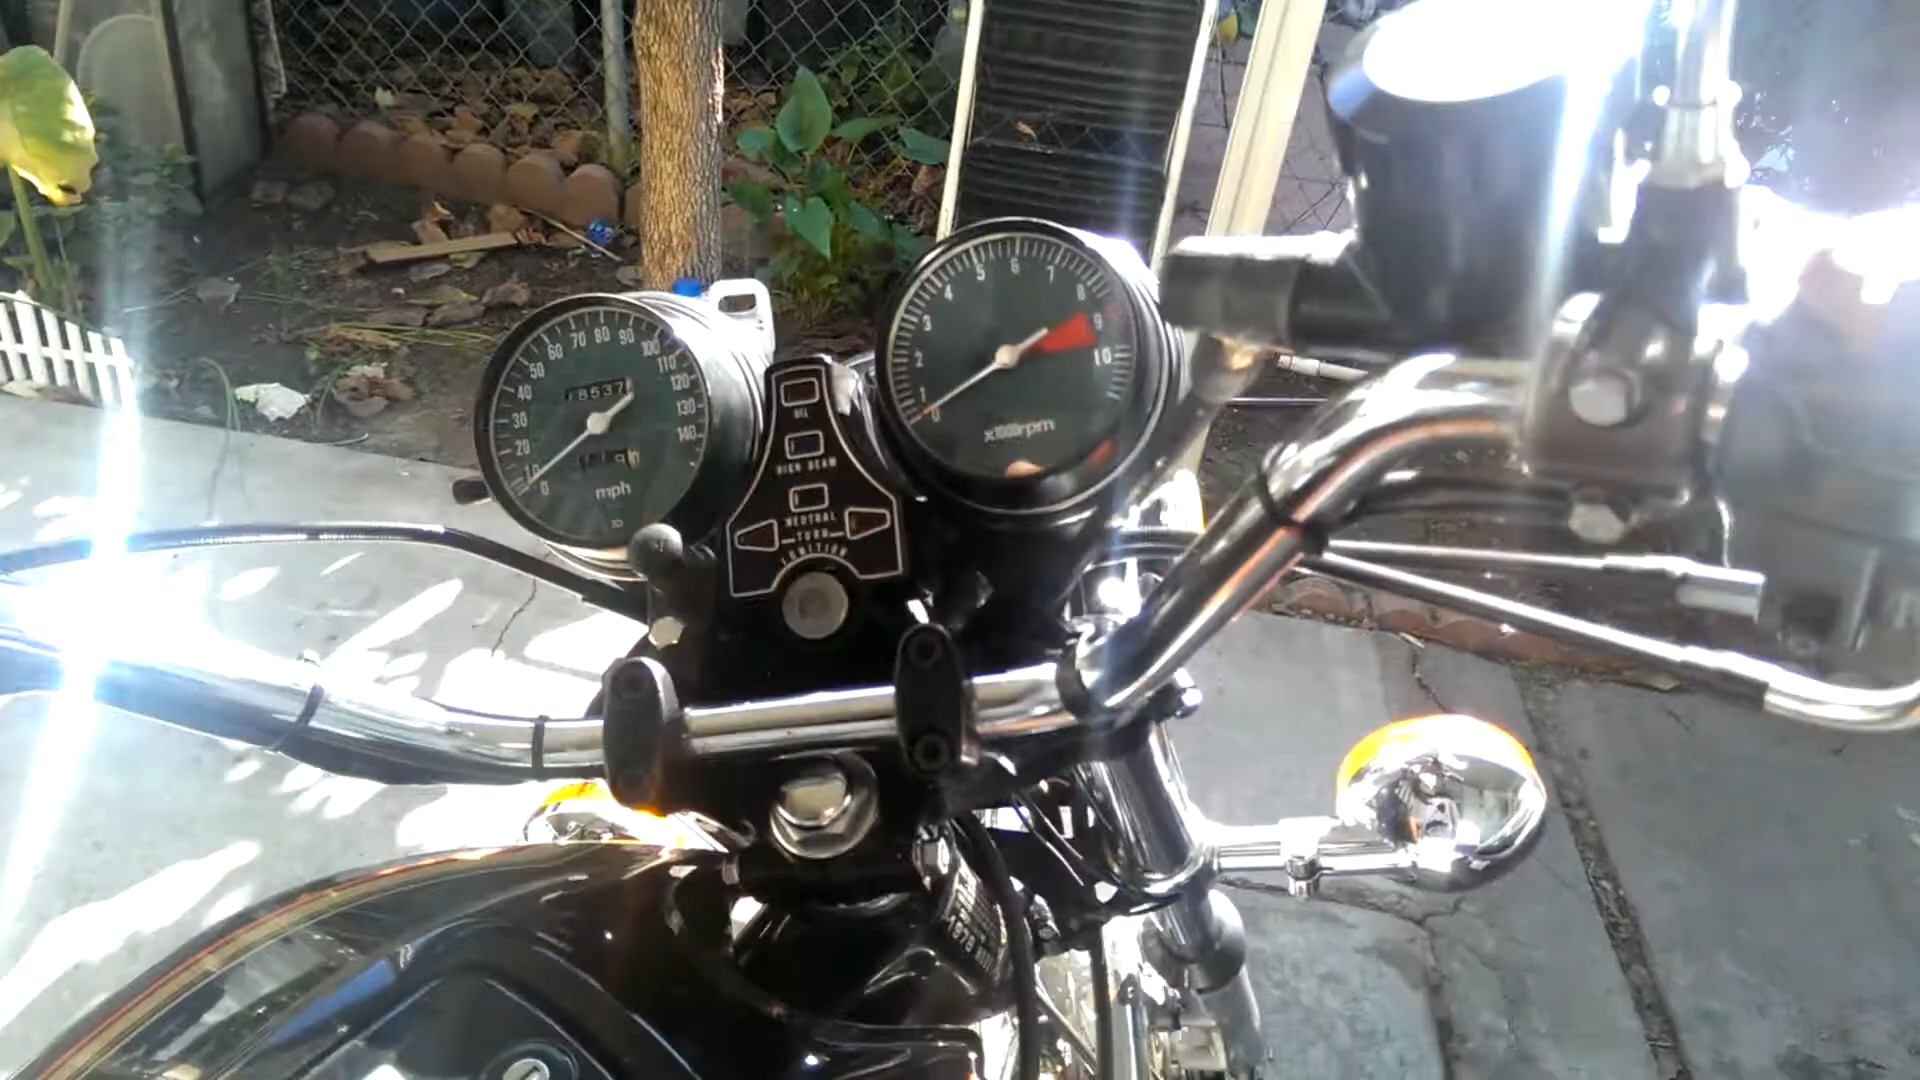 0 10 20 30 40 50 60 70 80 90 100 110 120 130 140
18537
mph
0 1 2 3 4 5 6 7 8 9 10
x1000rpm
OIL
HIGH BEAM
NEUTRAL
TURN
IGNITION
1978